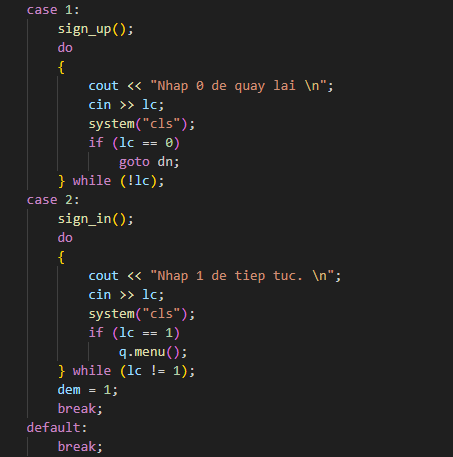 case 1:
    sign_up();
    do
    {
        cout << "Nhap 0 de quay lai \n";
        cin >> lc;
        system("cls");
        if (lc == 0)
            goto dn;
    } while (!lc);
case 2:
    sign_in();
    do
    {
        cout << "Nhap 1 de tiep tuc. \n";
        cin >> lc;
        system("cls");
        if (lc == 1)
            q.menu();
    } while (lc != 1);
    dem = 1;
    break;
default:
    break;